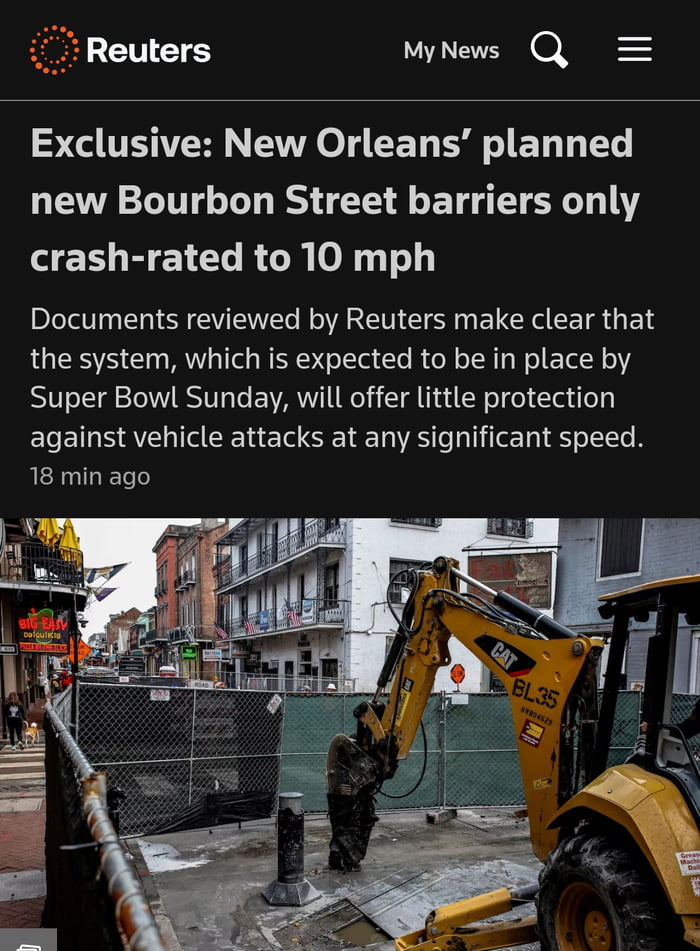 Reuters
My News
Exclusive: New Orleans’ planned
new Bourbon Street barriers only
crash-rated to 10 mph
Documents reviewed by Reuters make clear that
the system, which is expected to be in place by
Super Bowl Sunday, will offer little protection
against vehicle attacks at any significant speed.
18 min ago
BIG EASY
DAIQUIRIS
ROAD
CAT
BL35